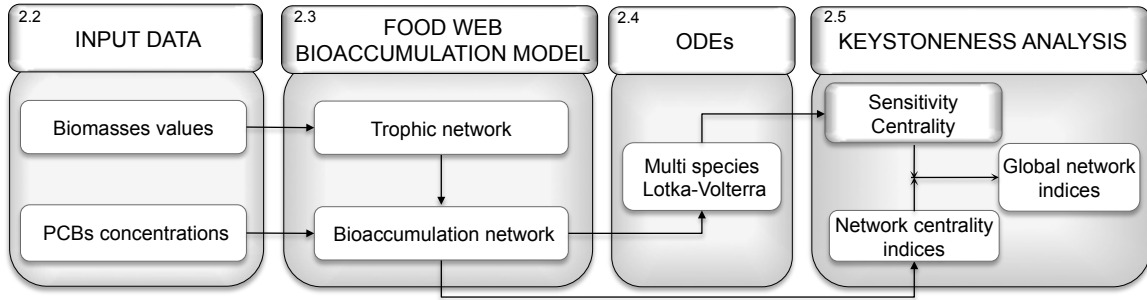 2.2
INPUT DATA
Biomasses values
PCBs concentrations
2.3
FOOD WEB
BIOACCUMULATION MODEL
Trophic network
Bioaccumulation network
2.4
ODEs
Multi species
Lotka-Volterra
2.5
KEYSTONENESS ANALYSIS
Sensitivity
Centrality
Global network
indices
Network centrality
indices